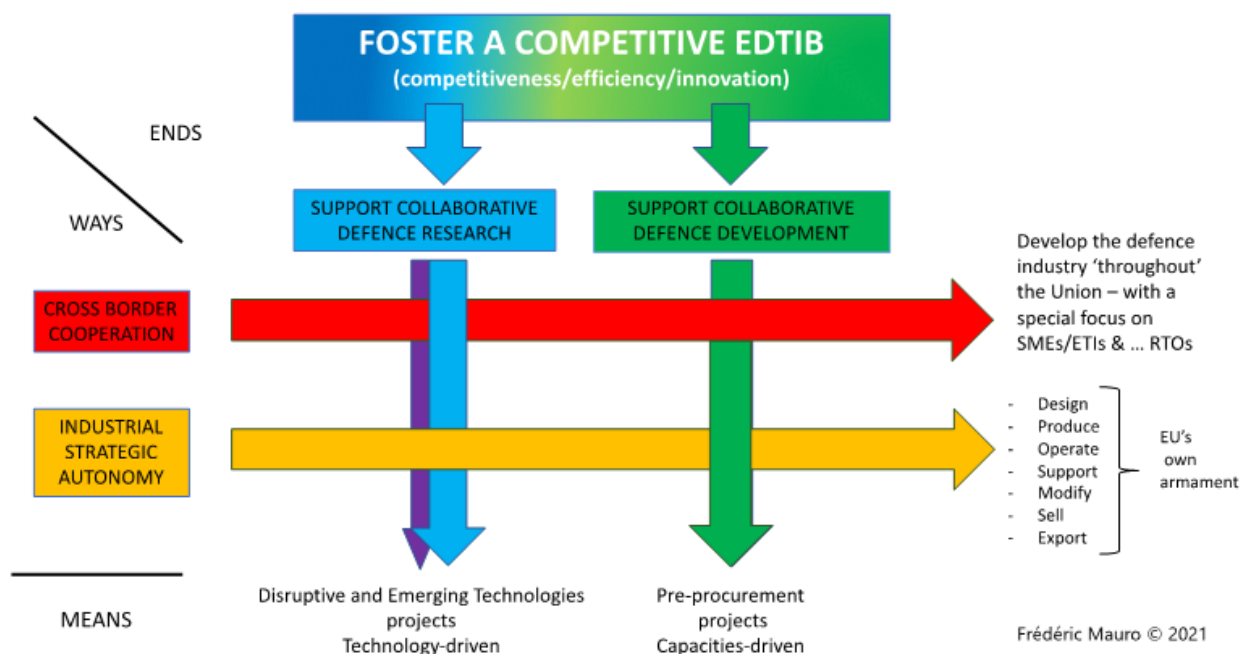 FOSTER A COMPETITIVE EDTIB
(competitiveness/efficiency/innovation)
ENDS
WAYS
SUPPORT COLLABORATIVE
DEFENCE RESEARCH
SUPPORT COLLABORATIVE
DEFENCE DEVELOPMENT
CROSS BORDER
COOPERATION
Develop the defence
industry ‘throughout’
the Union – with a
special focus on
SMEs/ETIs & ... RTOs
INDUSTRIAL
STRATEGIC
AUTONOMY
- Design
- Produce
- Operate
- Support
- Modify
- Sell
- Export
EU’s
own
armament
MEANS
Disruptive and Emerging Technologies
projects
Technology-driven
Pre-procurement
projects
Capacities-driven
Frédéric Mauro © 2021